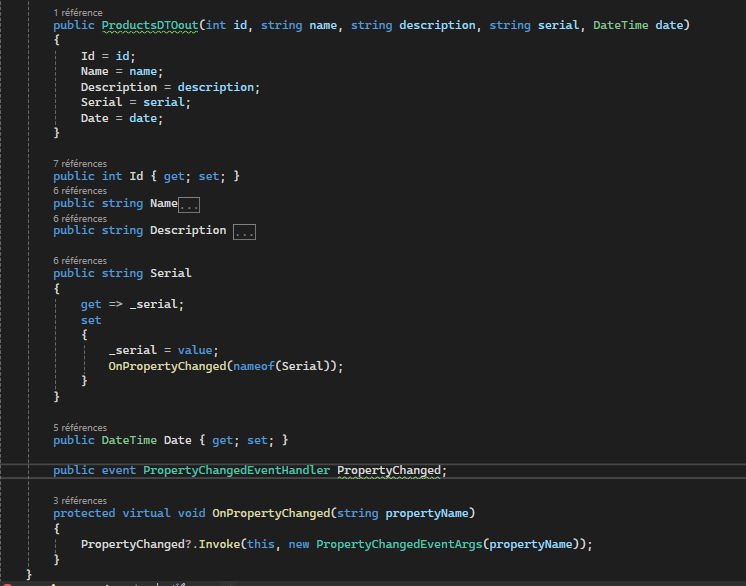 1 référence
public ProductsDTOout(int id, string name, string description, string serial, DateTime date)
{
Id = id;
Name = name;
Description = description;
Serial = serial;
Date = date;
}
7 références
public int Id { get; set; }
6 références
public string Name...
6 références
public string Description ...
6 références
public string Serial
{
get => _serial;
set
{
_serial = value;
OnPropertyChanged(nameof(Serial));
}
}
5 références
public DateTime Date { get; set; }
public event PropertyChangedEventHandler PropertyChanged;
3 références
protected virtual void OnPropertyChanged(string propertyName)
{
PropertyChanged?.Invoke(this, new PropertyChangedEventArgs(propertyName));
}
}